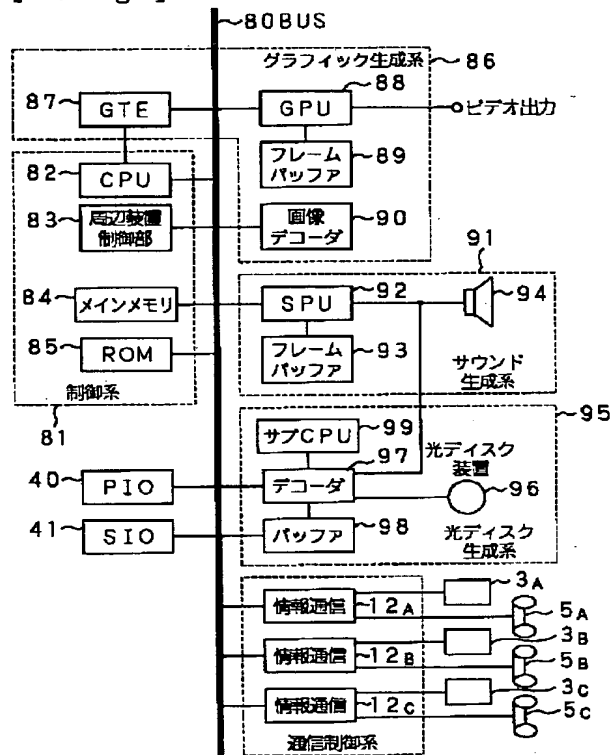 80BUS
グラフィック生成系
86
87
GTE
88
GPU
ビデオ出力
82
CPU
フレーム
バッファ
89
83
周辺装置
制御部
画像
デコーダ
90
91
84
メインメモリ
92
SPU
94
85
ROM
フレーム
バッファ
93
サウンド
生成系
制御系
81
95
サブCPU
99
97
光ディスク
装置
40
PIO
デコーダ
96
41
SIO
バッファ
98
光ディスク
生成系
3A
情報通信
12A
5A
3B
情報通信
12B
5B
3C
情報通信
12C
5C
通信制御系